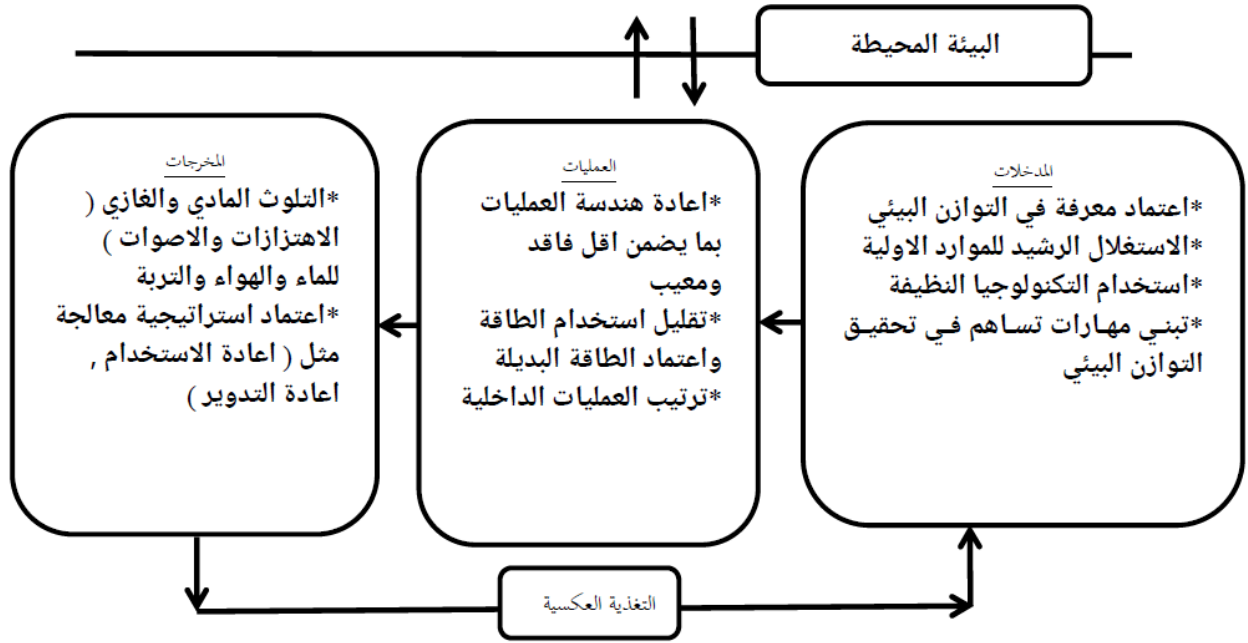 البيئة المحيطة
المدخلات
*اعتماد معرفة في التوازن البيئي
*الاستغلال الرشيد للموارد الاولية
*استخدام التكنولوجيا النظيفة
*تبني مهارات تساهم في تحقيق
التوازن البيئي
العمليات
*اعادة هندسة العمليات
بما يضمن اقل فاقد
ومعيب
*تقليل استخدام الطاقة
واعتماد الطاقة البديلة
*ترتيب العمليات الداخلية
المخرجات
*التلوث المادي والغازي (
الاهتزازات والاصوات )
للماء والهواء والتربة
*اعتماد استراتيجية معالجة
مثل ( اعادة الاستخدام ,
اعادة التدوير )
التغذية العكسية